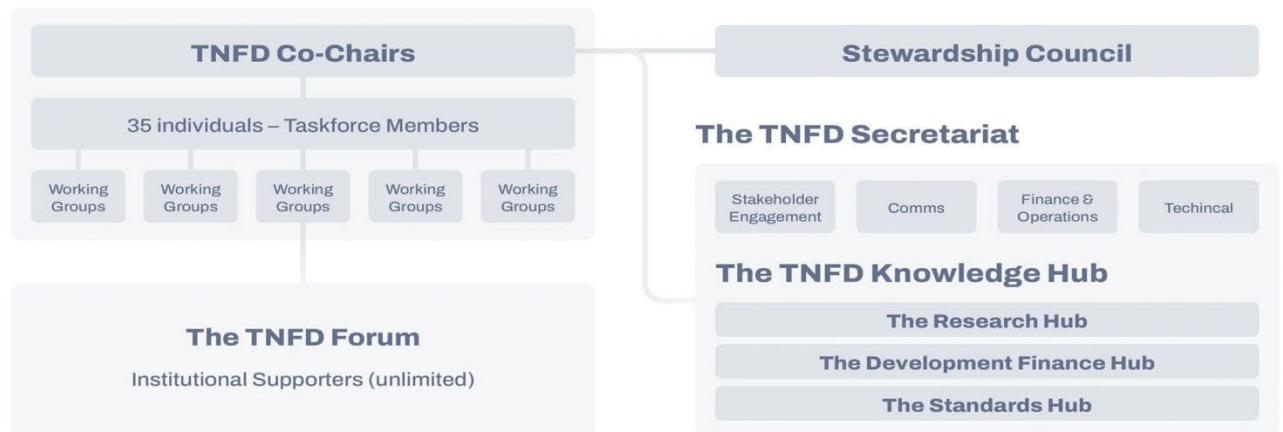 TNFD Co-Chairs
35 individuals – Taskforce Members
Working
Groups
Working
Groups
Working
Groups
Working
Groups
Working
Groups
The TNFD Forum
Institutional Supporters (unlimited)
Stewardship Council
The TNFD Secretariat
Stakeholder
Engagement
Comms
Finance &
Operations
Techincal
The TNFD Knowledge Hub
The Research Hub
The Development Finance Hub
The Standards Hub